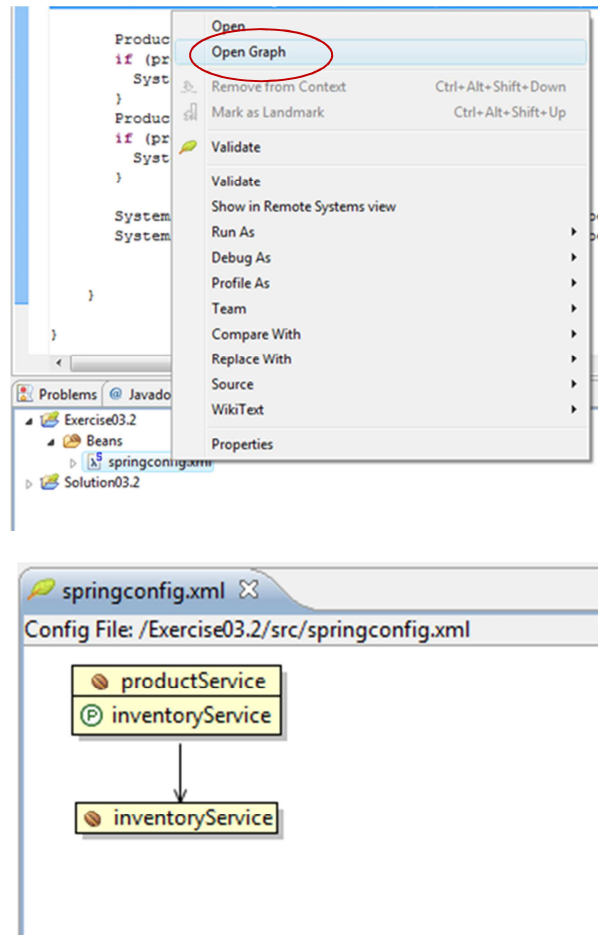 Open
Produc
Open Graph
if (pr
Syst
Remove from Context Ctrl+Alt+Shift+Down
}
Produc
Mark as Landmark Ctrl+Alt+Shift+Up
if (pr
Validate
Syst
}
Validate
Show in Remote Systems view
System
System
Run As
Debug As
Profile As
}
Team
Compare With
}
Replace With
Source
Problems @ Javado
WikiText
Exercise03.2
Beans
Properties
springconfig.xml
Solution03.2
springconfig.xml
Config File: /Exercise03.2/src/springconfig.xml
productService
P inventoryService
inventoryService